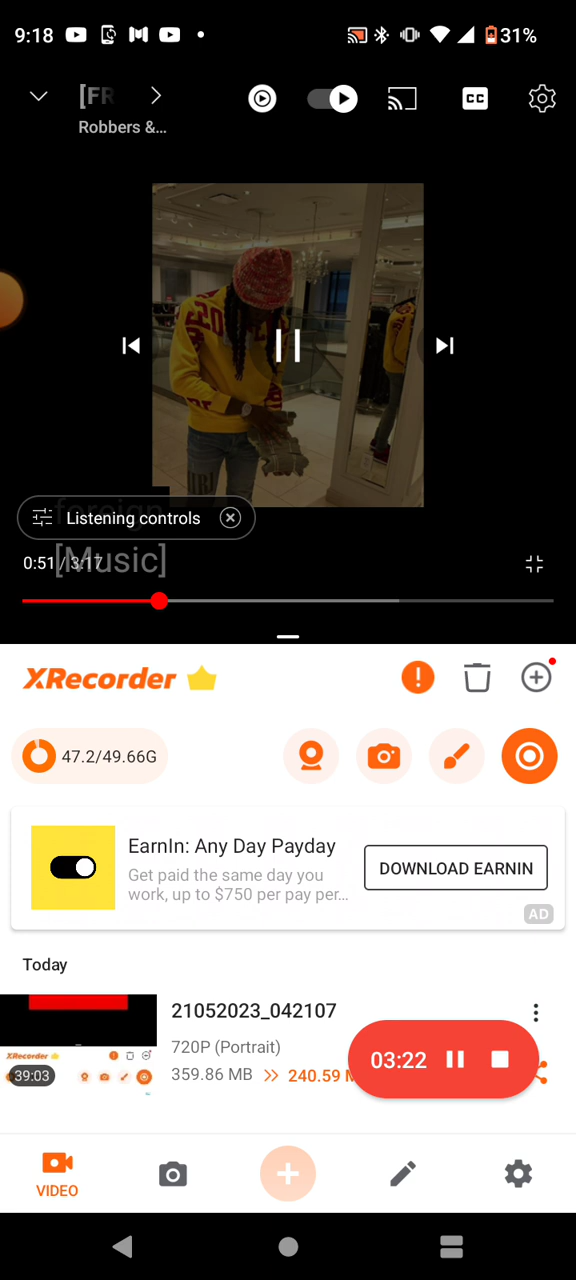 9:18
31%
[FR
Robbers &...
CC
foreign
Listening controls
0:51 / 3:17
[Music]
XRecorder
47.2/49.66G
EarnIn: Any Day Payday
Get paid the same day you
work, up to $750 per pay per...
DOWNLOAD EARNIN
AD
Today
21052023_042107
720P (Portrait)
359.86 MB >> 240.59 M
XRecorder
39:03
03:22
VIDEO